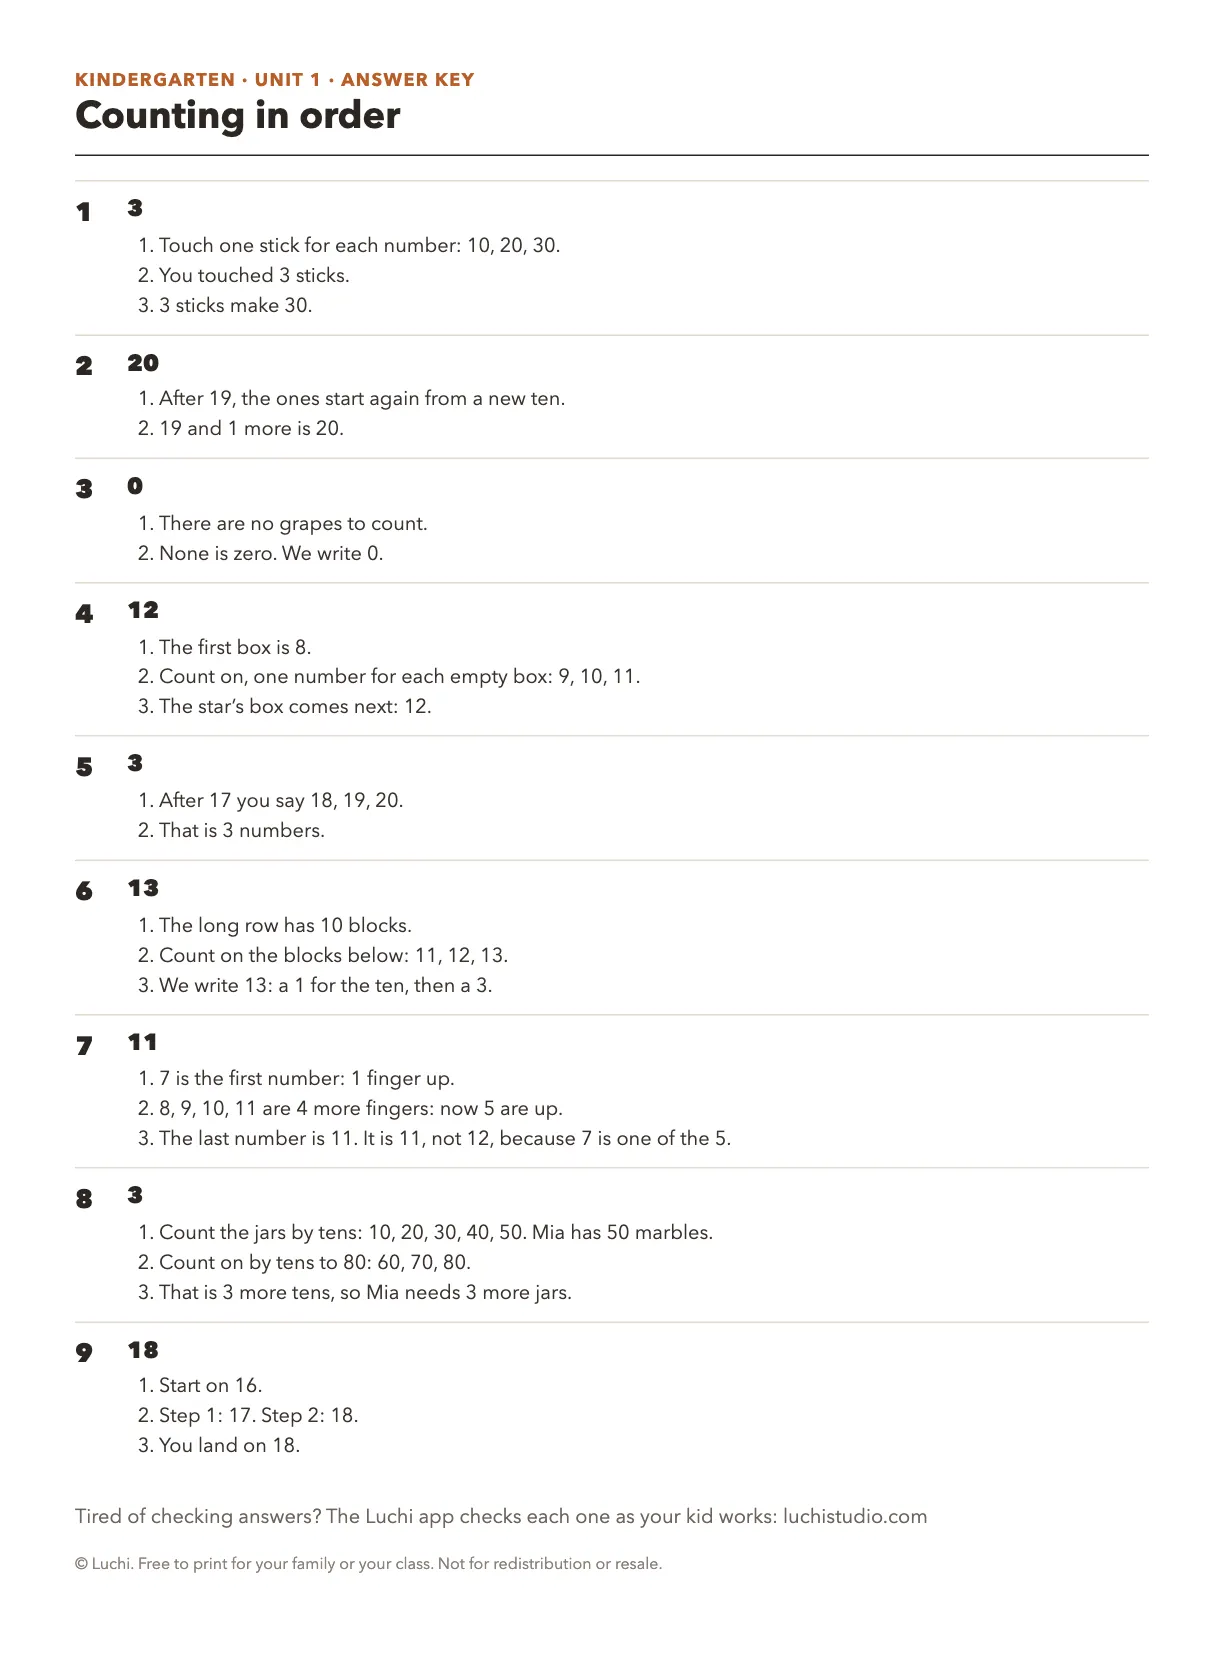 KINDERGARTEN · UNIT 1 · ANSWER KEY
Counting in order
1 3
1. Touch one stick for each number: 10, 20, 30.
2. You touched 3 sticks.
3. 3 sticks make 30.
2 20
1. After 19, the ones start again from a new ten.
2. 19 and 1 more is 20.
3 0
1. There are no grapes to count.
2. None is zero. We write 0.
4 12
1. The first box is 8.
2. Count on, one number for each empty box: 9, 10, 11.
3. The star’s box comes next: 12.
5 3
1. After 17 you say 18, 19, 20.
2. That is 3 numbers.
6 13
1. The long row has 10 blocks.
2. Count on the blocks below: 11, 12, 13.
3. We write 13: a 1 for the ten, then a 3.
7 11
1. 7 is the first number: 1 finger up.
2. 8, 9, 10, 11 are 4 more fingers: now 5 are up.
3. The last number is 11. It is 11, not 12, because 7 is one of the 5.
8 3
1. Count the jars by tens: 10, 20, 30, 40, 50. Mia has 50 marbles.
2. Count on by tens to 80: 60, 70, 80.
3. That is 3 more tens, so Mia needs 3 more jars.
9 18
1. Start on 16.
2. Step 1: 17. Step 2: 18.
3. You land on 18.
Tired of checking answers? The Luchi app checks each one as your kid works: luchistudio.com
© Luchi. Free to print for your family or your class. Not for redistribution or resale.